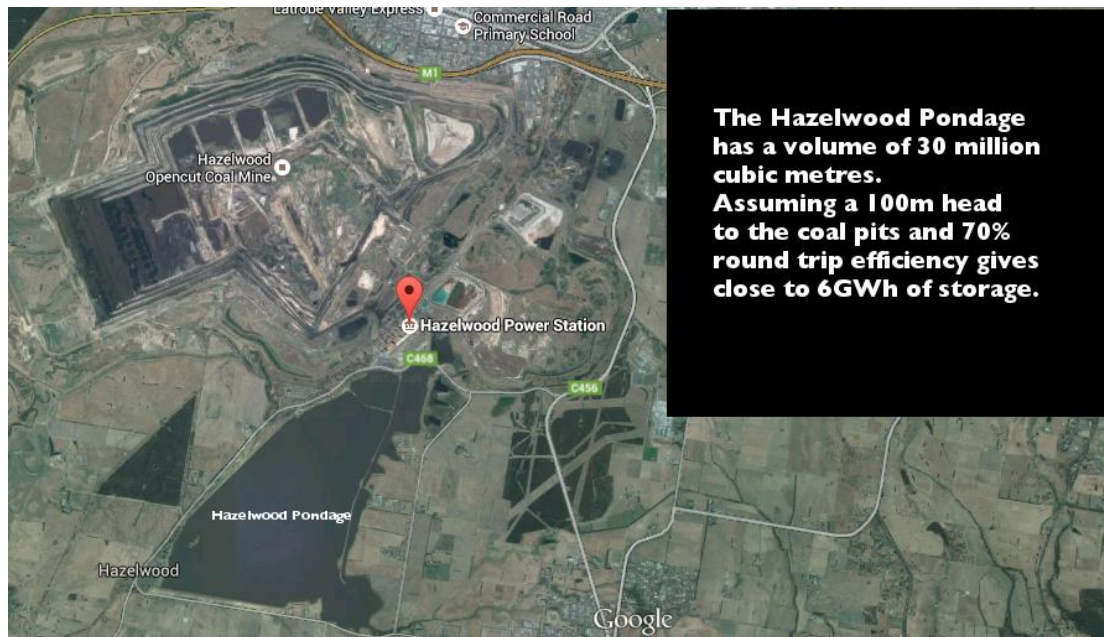 Latrobe Valley Express
Commercial Road
Primary School
M1
Hazelwood
Opencut Coal Mine
Hazelwood Power Station
C468
C456
Hazelwood Pondage
Hazelwood
Google
The Hazelwood Pondage
has a volume of 30 million
cubic metres.
Assuming a 100m head
to the coal pits and 70%
round trip efficiency gives
close to 6GWh of storage.